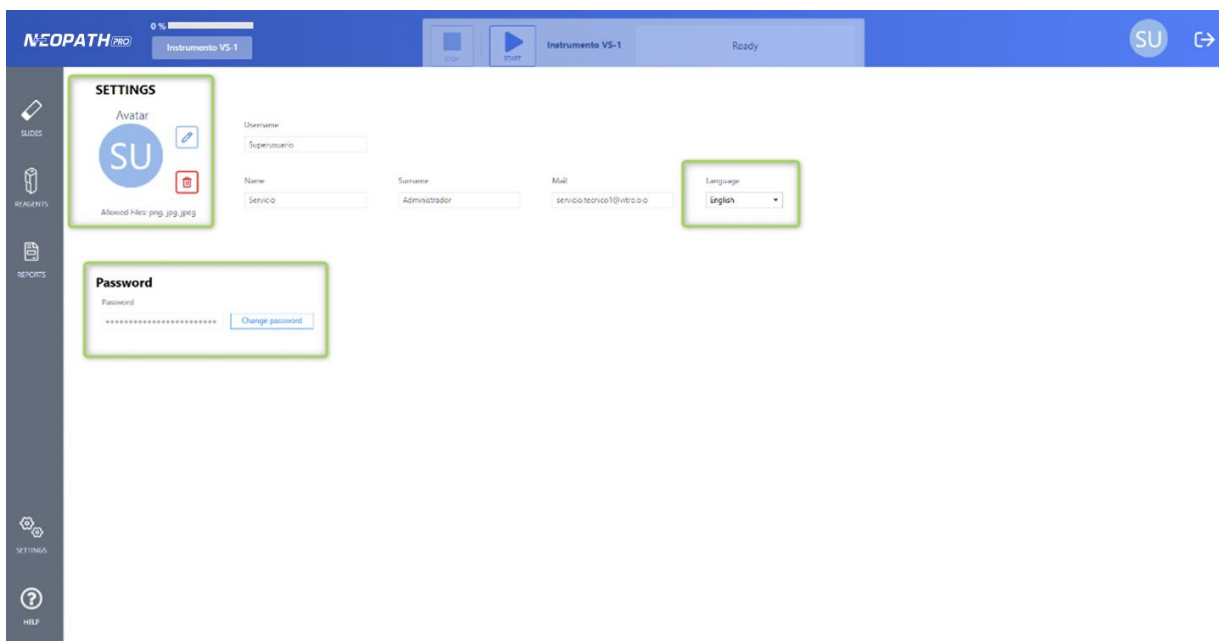 NEOPATH PRO
0 %
Instrumento VS-1
STOP
START
Instrumento VS-1
Ready
SU
SLIDES
REAGENTS
REPORTS
SETTINGS
HELP
SETTINGS
Avatar
SU
Allowed Files: png, jpg, jpeg
Username
Superusuario
Name
Servicio
Surname
Administrador
Mail
servicio.tecnico1@vitro.bio
Language
English
Password
Password
************************
Change password